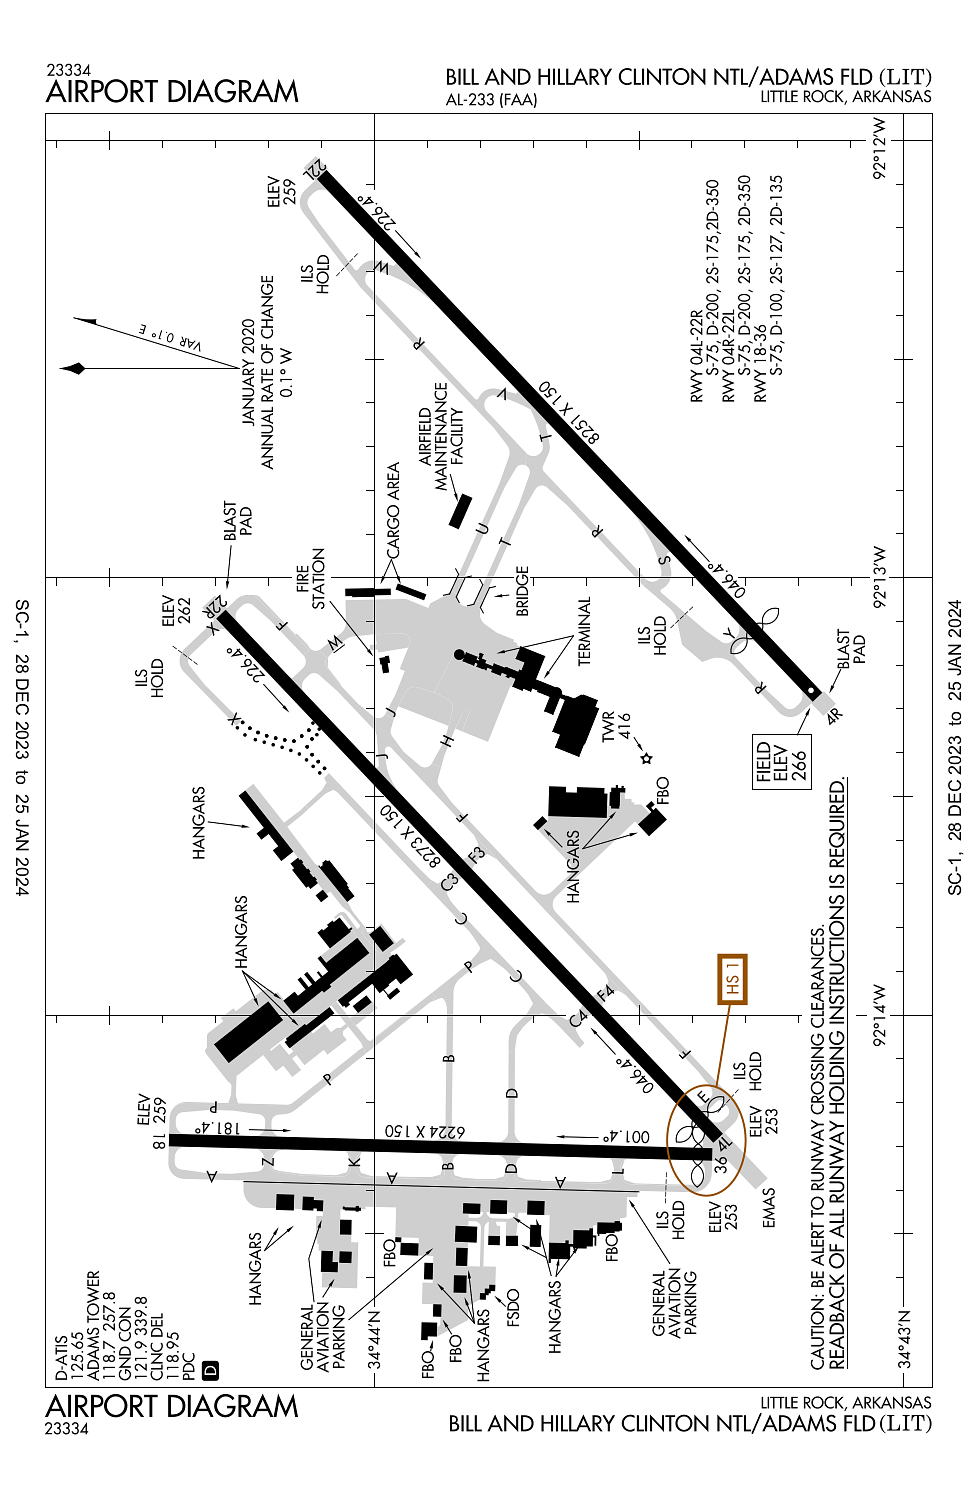 23334
AIRPORT DIAGRAM
BILL AND HILLARY CLINTON NTL/ADAMS FLD (LIT)
AL-233 (FAA)
LITTLE ROCK, ARKANSAS
SC-1, 28 DEC 2023 to 25 JAN 2024
SC-1, 28 DEC 2023 to 25 JAN 2024
92°12'W
92°13'W
92°14'W
34°44'N
34°43'N
RWY 04L-22R
S-75, D-200, 2S-175,2D-350
RWY 04R-22L
S-75, D-200, 2S-175, 2D-350
RWY 18-36
S-75, D-100, 2S-127, 2D-135
VAR 0.1° E
JANUARY 2020
ANNUAL RATE OF CHANGE
0.1° W
ELEV
259
22L
226.4°
ILS
HOLD
W
R
V
T
8251 X 150
AIRFIELD
MAINTENANCE
FACILITY
CARGO AREA
U
T
R
S
046.4°
ILS
HOLD
Y
R
BLAST
PAD
4R
FIELD
ELEV
266
BLAST
PAD
ELEV
262
22R
X
F
FIRE
STATION
W
226.4°
ILS
HOLD
X
BRIDGE
TERMINAL
J
J
H
TWR
416
FBO
HANGARS
HANGARS
8273 X 150
F
F3
C3
C
HANGARS
P
C
F4
C4
046.4°
F
E
HS 1
ILS
HOLD
ELEV
253
B
D
P
P
ELEV
259
18
181.4°
6224 X 150
001.4°
36
4L
A
Z
K
A
B
D
A
L
ILS
HOLD
ELEV
253
EMAS
HANGARS
GENERAL
AVIATION
PARKING
FBO
FBO
FBO
HANGARS
FSDO
HANGARS
FBO
GENERAL
AVIATION
PARKING
CAUTION: BE ALERT TO RUNWAY CROSSING CLEARANCES.
READBACK OF ALL RUNWAY HOLDING INSTRUCTIONS IS REQUIRED.
D-ATIS
125.65
ADAMS TOWER
118.7 257.8
GND CON
121.9 339.8
CLNC DEL
118.95
PDC
D
AIRPORT DIAGRAM
23334
LITTLE ROCK, ARKANSAS
BILL AND HILLARY CLINTON NTL/ADAMS FLD (LIT)